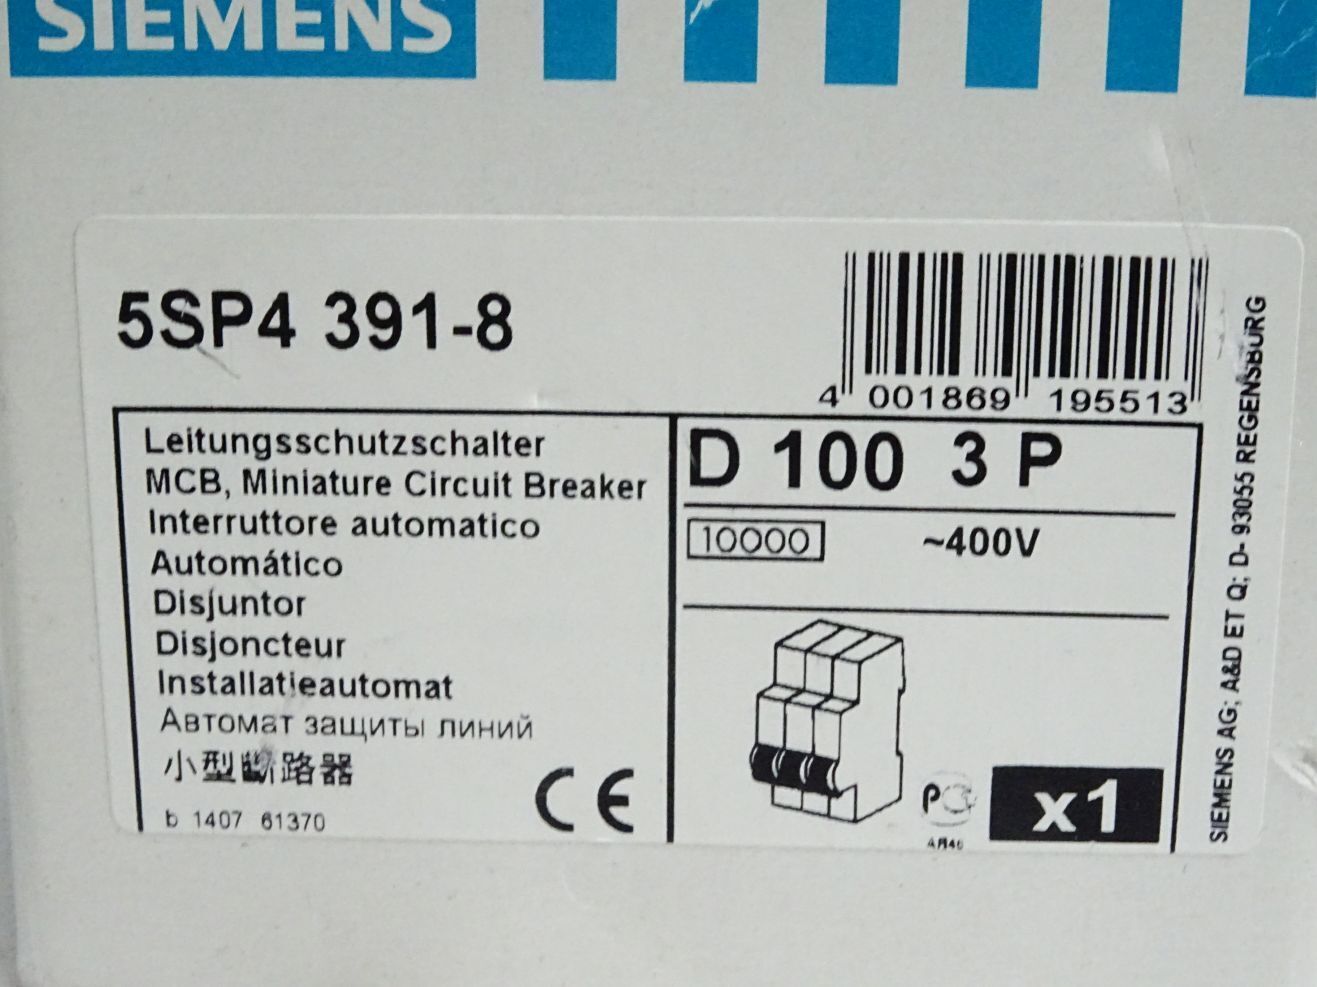 SIEMENS
5SP4 391-8
4 001869 195513
Leitungsschutzschalter
MCB, Miniature Circuit Breaker
Interruttore automatico
Automático
Disjuntor
Disjoncteur
Installatieautomat
Автомат защиты линий
小型断路器
b 1407 61370
CE
D 100 3 P
10000 ~400V
x1
SIEMENS AG; A&D ET Q; D- 93055 REGENSBURG